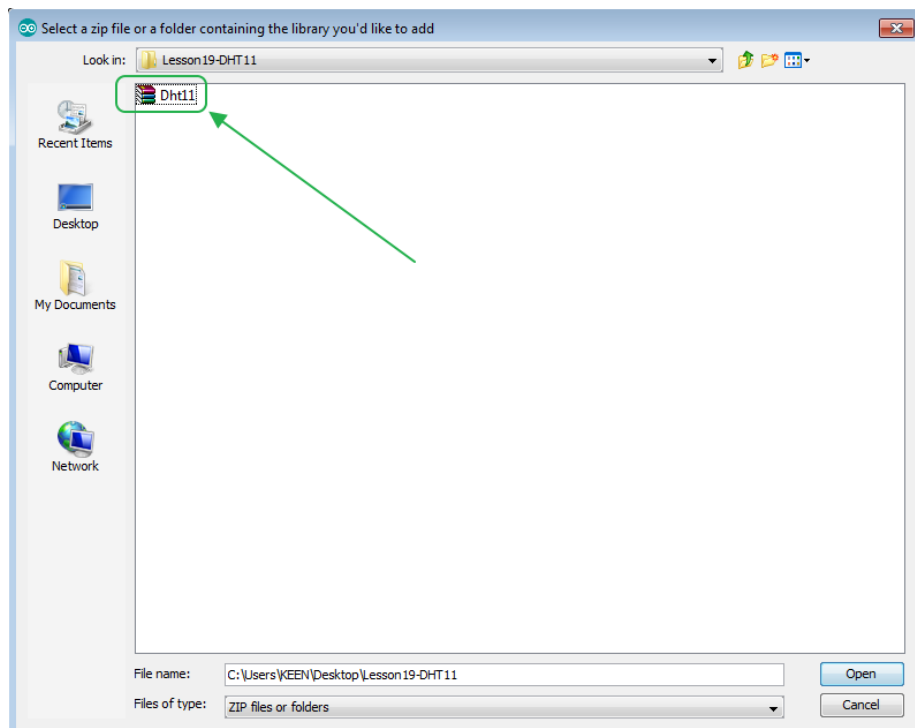 Select a zip file or a folder containing the library you'd like to add
Look in: Lesson19-DHT11
Dht11
Recent Items
Desktop
My Documents
Computer
Network
File name: C:\Users\KEEN\Desktop\Lesson19-DHT11 Open
Files of type: ZIP files or folders Cancel